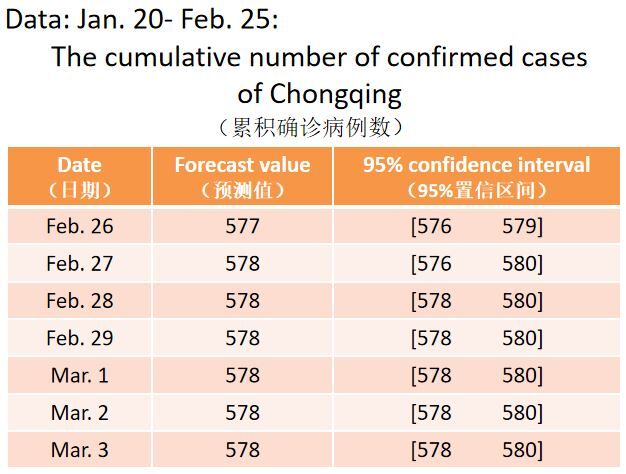 Data: Jan. 20- Feb. 25:
The cumulative number of confirmed cases
of Chongqing
（累积确诊病例数）
Date Forecast value 95% confidence interval
（日期） （预测值） （95%置信区间）
Feb. 26 577 [576 579]
Feb. 27 578 [576 580]
Feb. 28 578 [578 580]
Feb. 29 578 [578 580]
Mar. 1 578 [578 580]
Mar. 2 578 [578 580]
Mar. 3 578 [578 580]